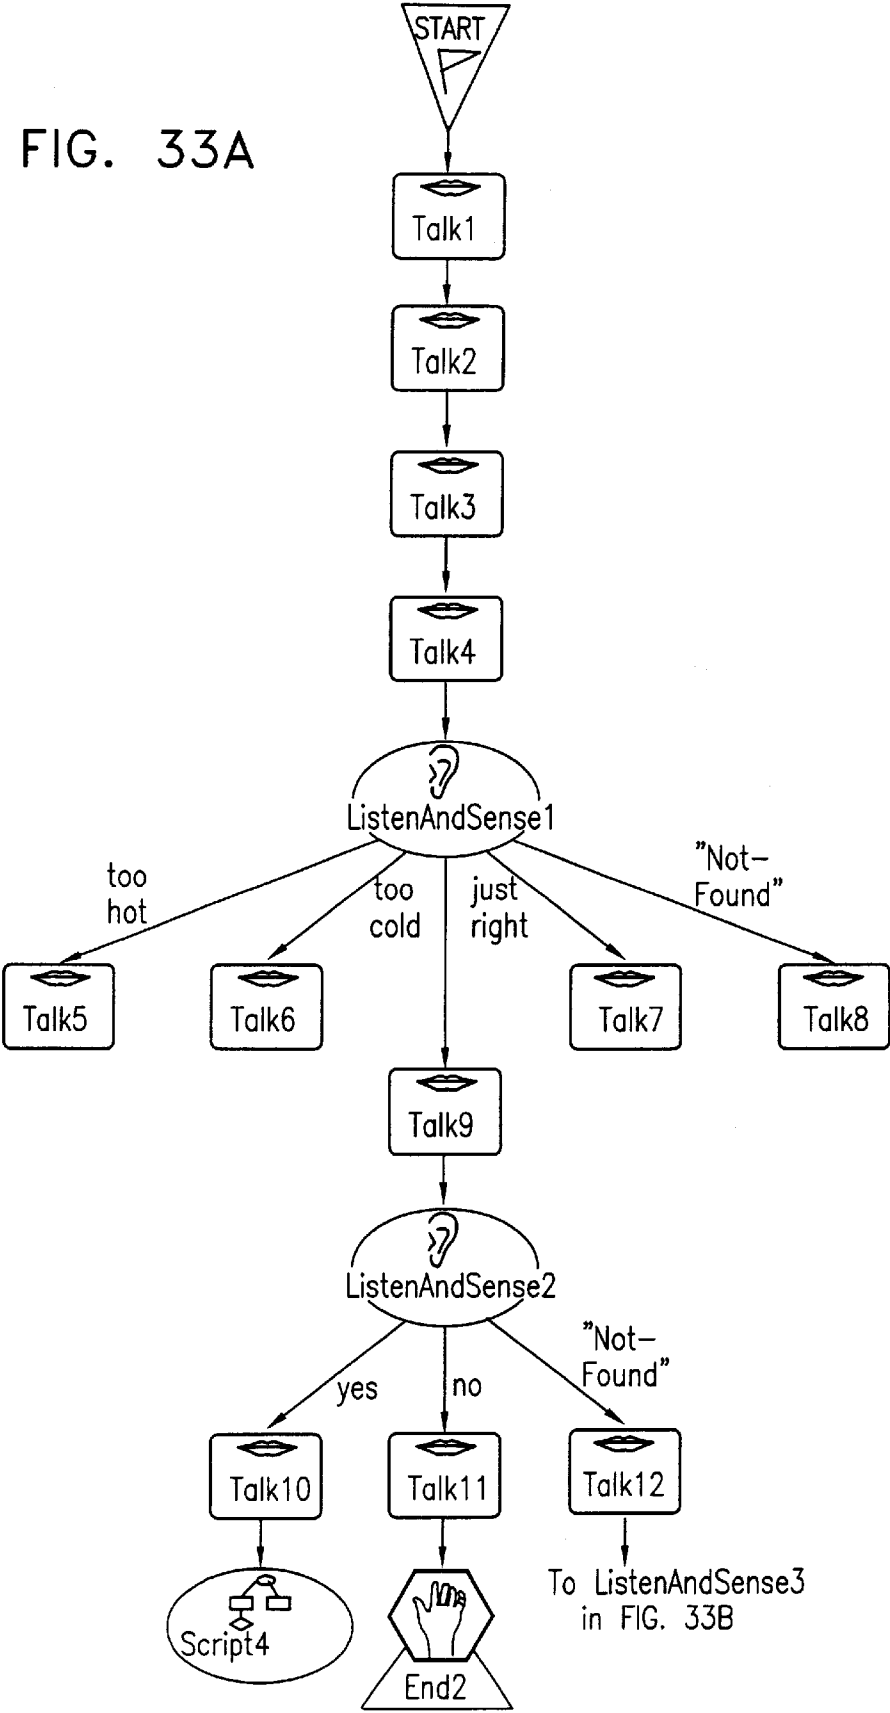 START
FIG. 33A
Talk1
Talk2
Talk3
Talk4
ListenAndSense1
too
hot
too
cold
just
right
"Not-
Found"
Talk5
Talk6
Talk7
Talk8
Talk9
ListenAndSense2
yes
no
"Not-
Found"
Talk10
Talk11
Talk12
Script4
End2
To ListenAndSense3
in FIG. 33B